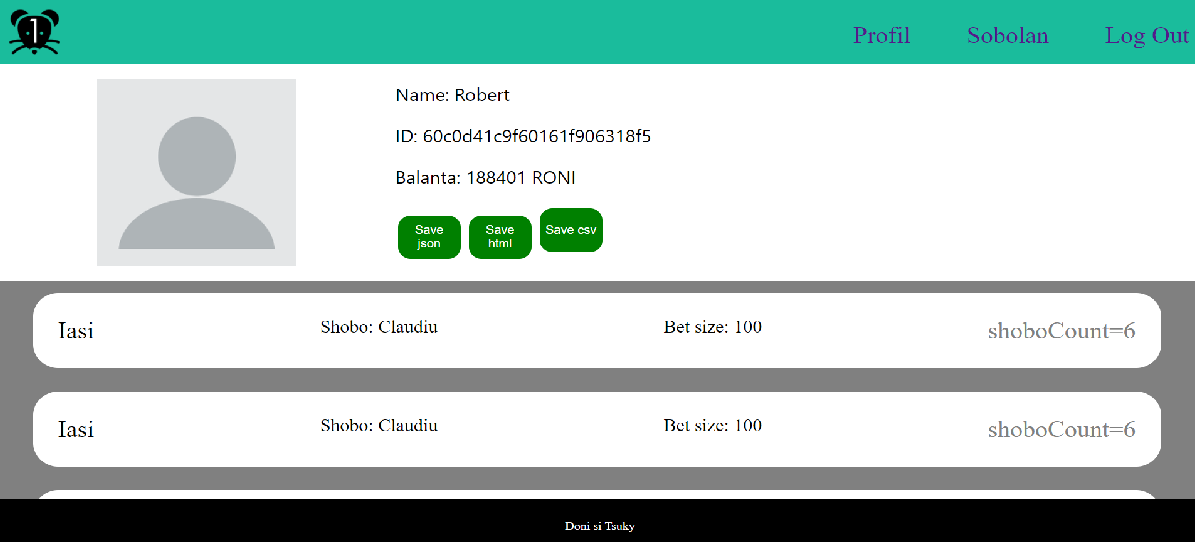 1
Profil Sobolan Log Out
Name: Robert
ID: 60c0d41c9f60161f906318f5
Balanta: 188401 RONI
Save json
Save html
Save csv
Iasi Shobo: Claudiu Bet size: 100 shoboCount=6
Iasi Shobo: Claudiu Bet size: 100 shoboCount=6
Doni si Tsuky